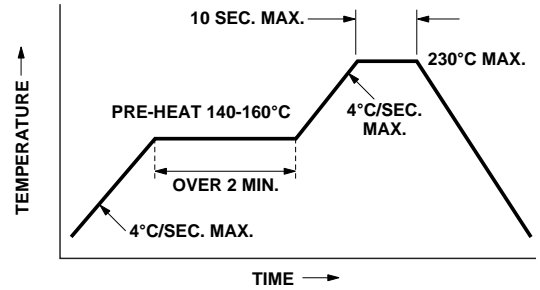 10 SEC. MAX.
230°C MAX.
4°C/SEC.
MAX.
PRE-HEAT 140-160°C
OVER 2 MIN.
4°C/SEC. MAX.
TEMPERATURE
TIME